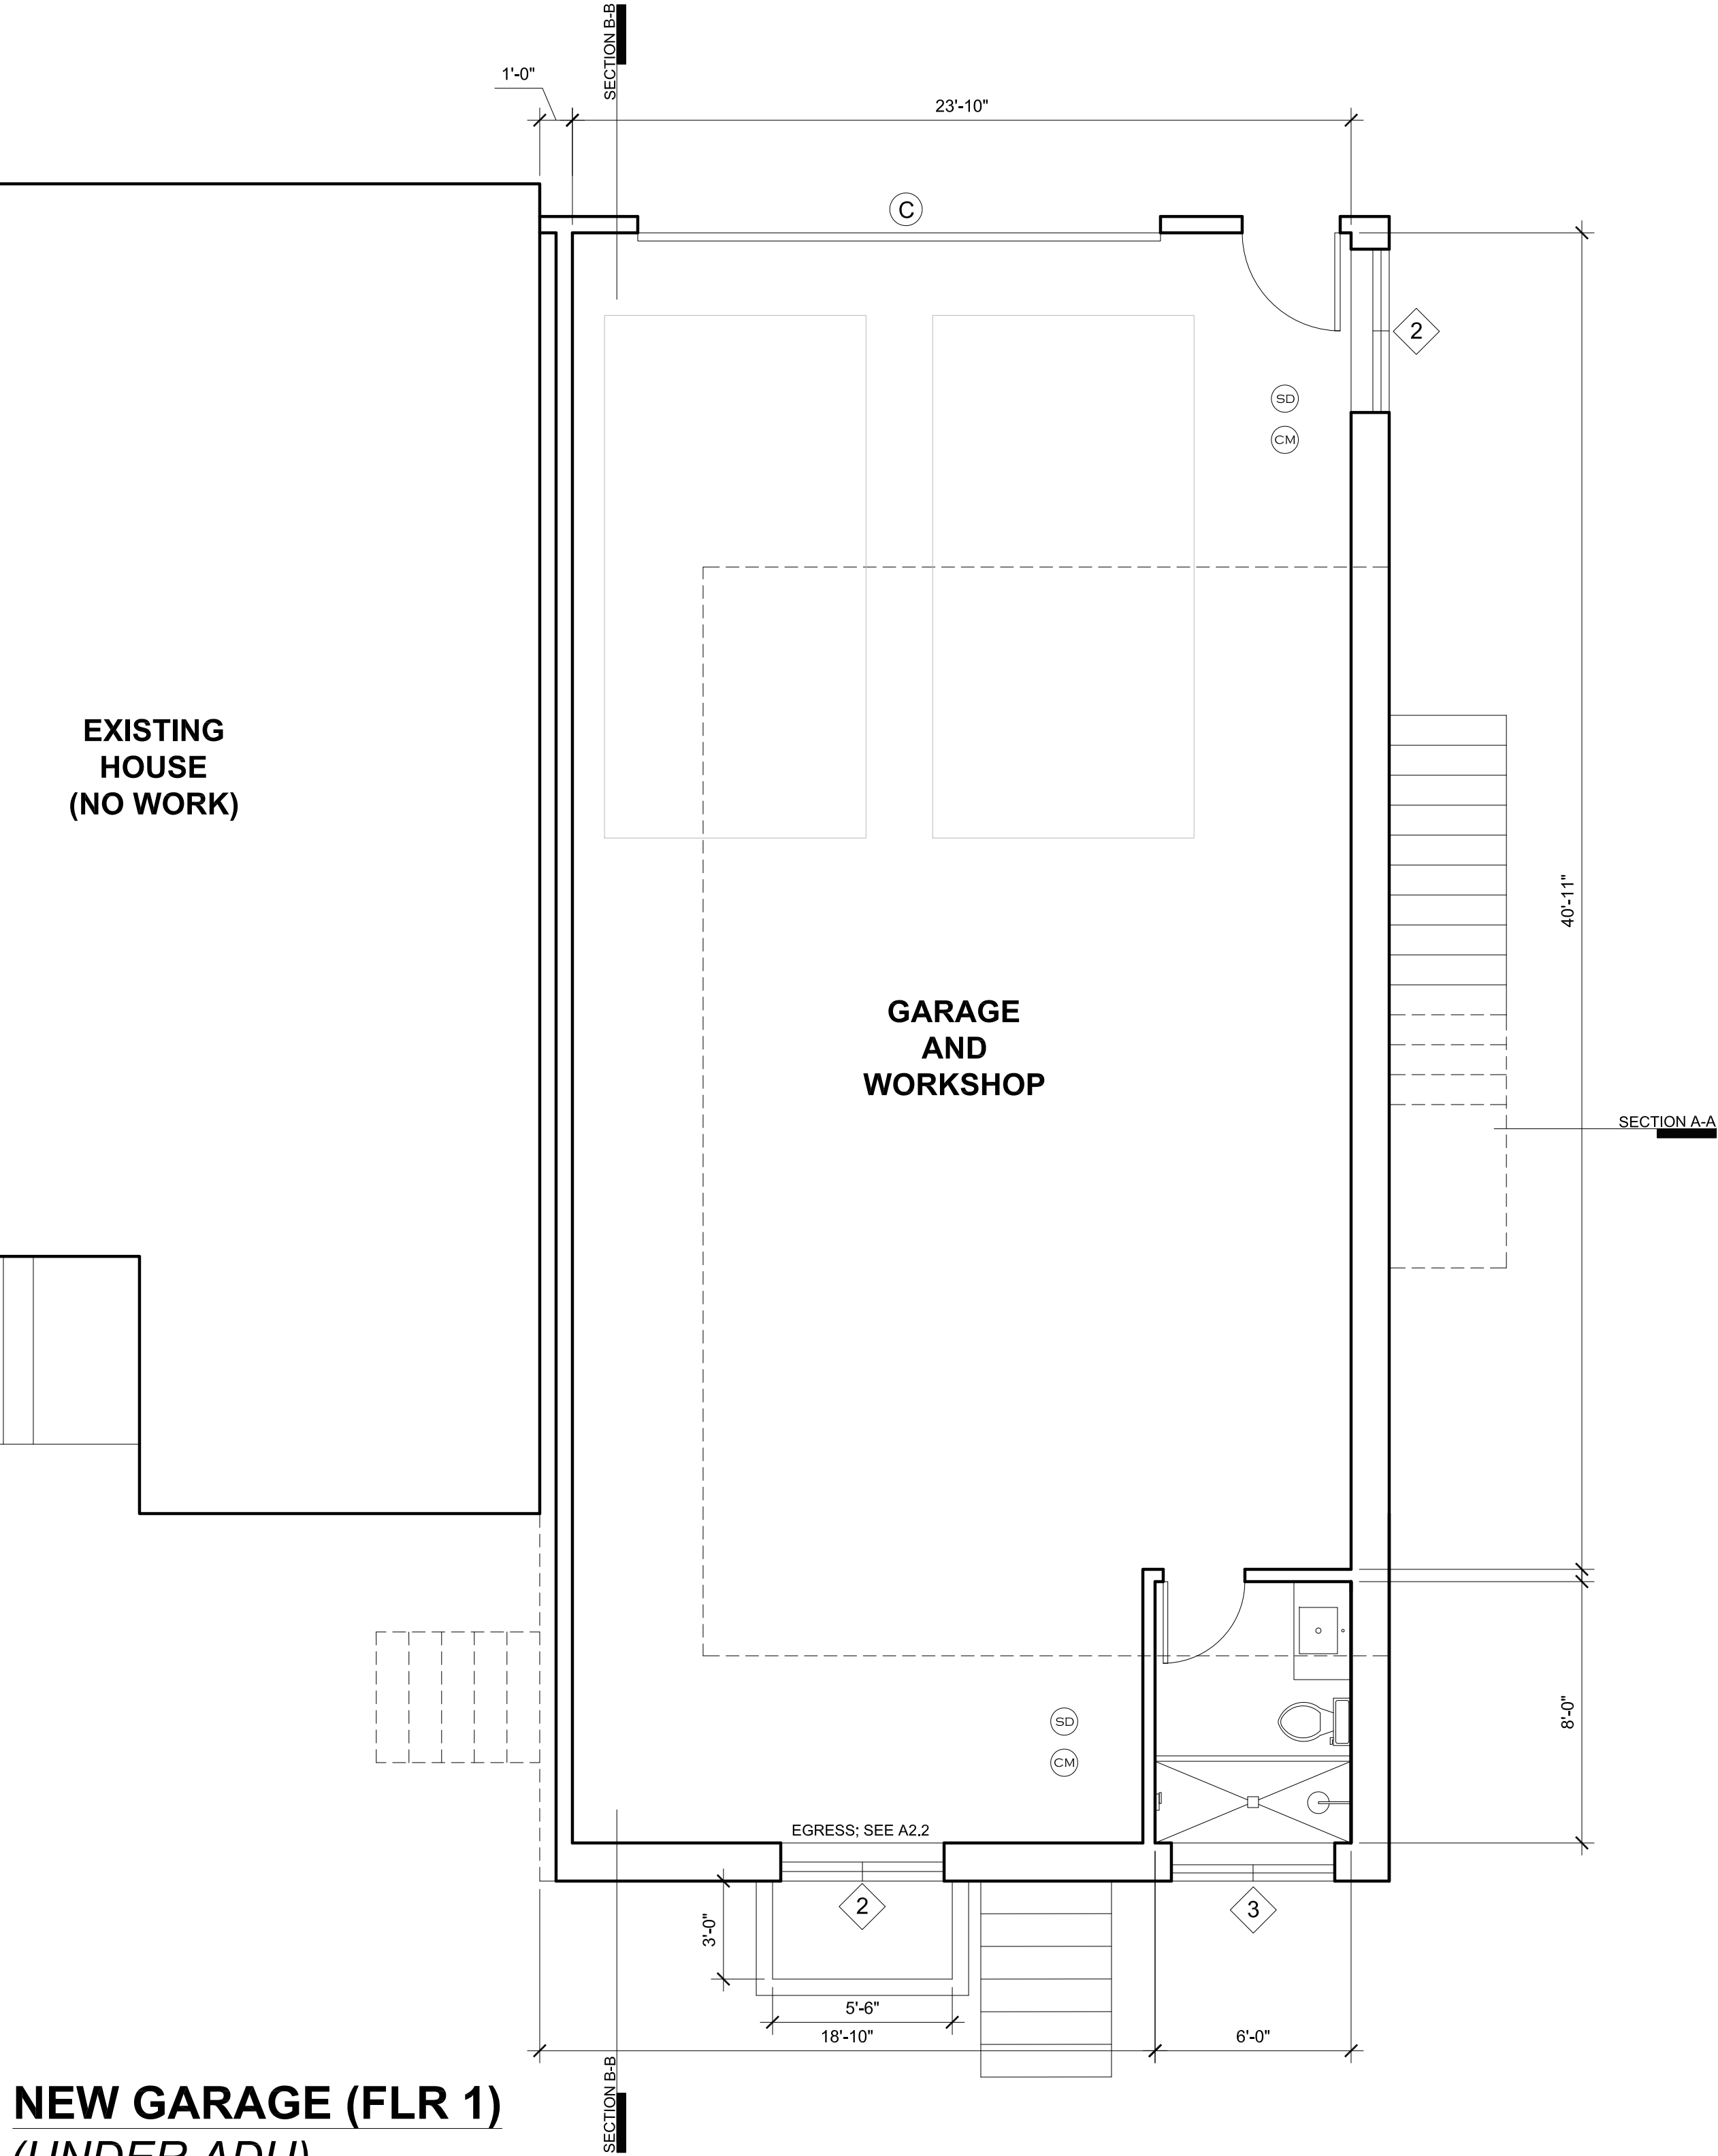 SECTION B-B
1'-0"
23'-10"
C
2
SD
CM
EXISTING
HOUSE
(NO WORK)
40'-11"
GARAGE
AND
WORKSHOP
SECTION A-A
8'-0"
SD
CM
EGRESS; SEE A2.2
2
3
3'-0"
5'-6"
18'-10"
6'-0"
SECTION B-B
NEW GARAGE (FLR 1)
(UNDER ADU)